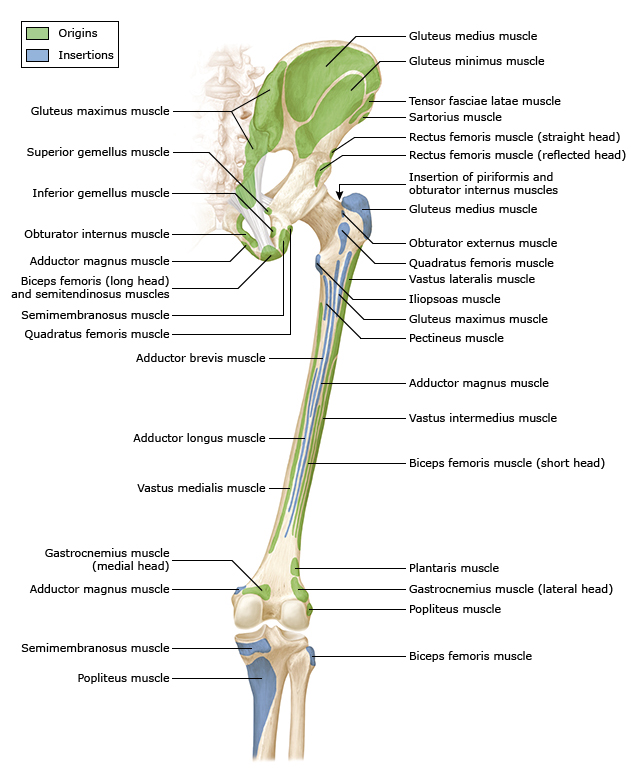 Origins
Insertions
Gluteus medius muscle
Gluteus minimus muscle
Tensor fasciae latae muscle
Sartorius muscle
Rectus femoris muscle (straight head)
Rectus femoris muscle (reflected head)
Insertion of piriformis and
obturator internus muscles
Gluteus medius muscle
Obturator externus muscle
Quadratus femoris muscle
Vastus lateralis muscle
Iliopsoas muscle
Gluteus maximus muscle
Pectineus muscle
Adductor magnus muscle
Vastus intermedius muscle
Biceps femoris muscle (short head)
Plantaris muscle
Gastrocnemius muscle (lateral head)
Popliteus muscle
Biceps femoris muscle
Gluteus maximus muscle
Superior gemellus muscle
Inferior gemellus muscle
Obturator internus muscle
Adductor magnus muscle
Biceps femoris (long head)
and semitendinosus muscles
Semimembranosus muscle
Quadratus femoris muscle
Adductor brevis muscle
Adductor longus muscle
Vastus medialis muscle
Gastrocnemius muscle
(medial head)
Adductor magnus muscle
Semimembranosus muscle
Popliteus muscle